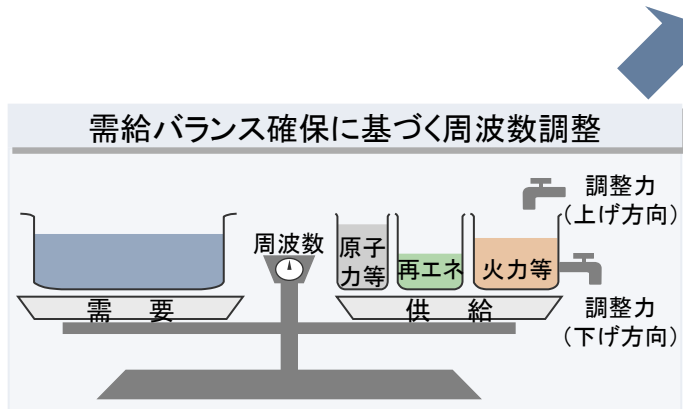 需給バランス確保に基づく周波数調整
調整力
（上げ方向）
周波数
原子
力等
再エネ
火力等
需　要
供　給
調整力
（下げ方向）